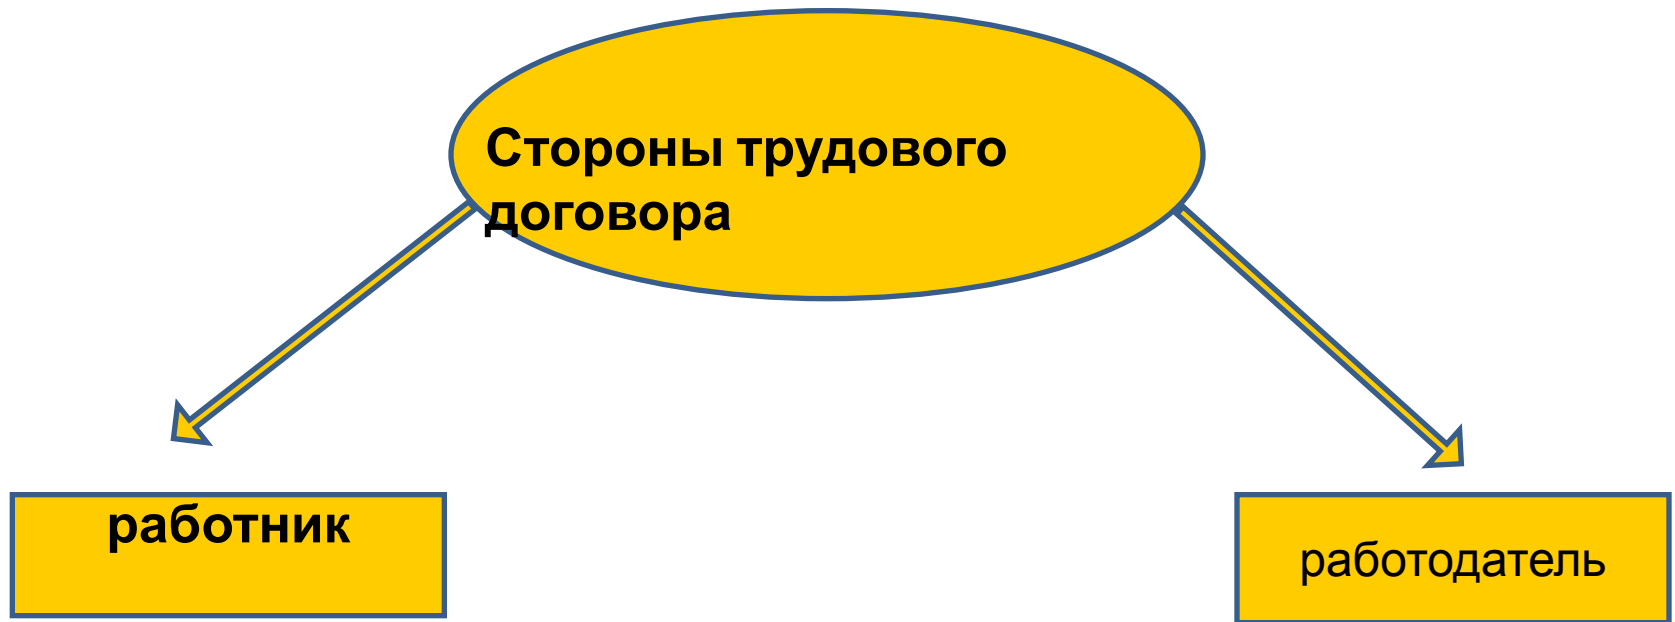 Стороны трудового
договора
работник
работодатель